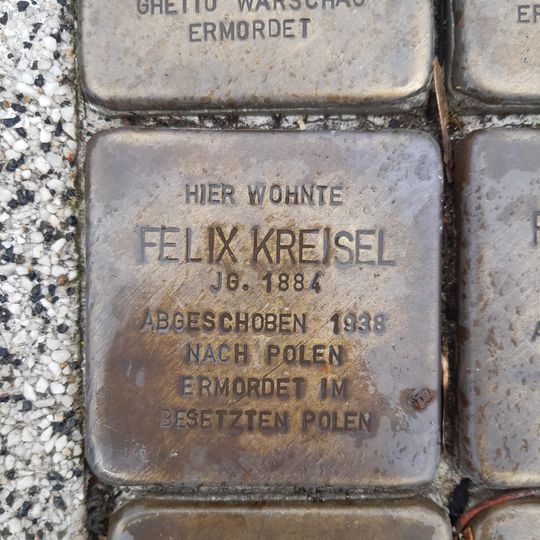 GHETTO WARSCHAU
ERMORDET
HIER WOHNTE
FELIX KREISEL
JG. 1884
ABGESCHOBEN 1938
NACH POLEN
ERMORDET IM
BESETZTEN POLEN